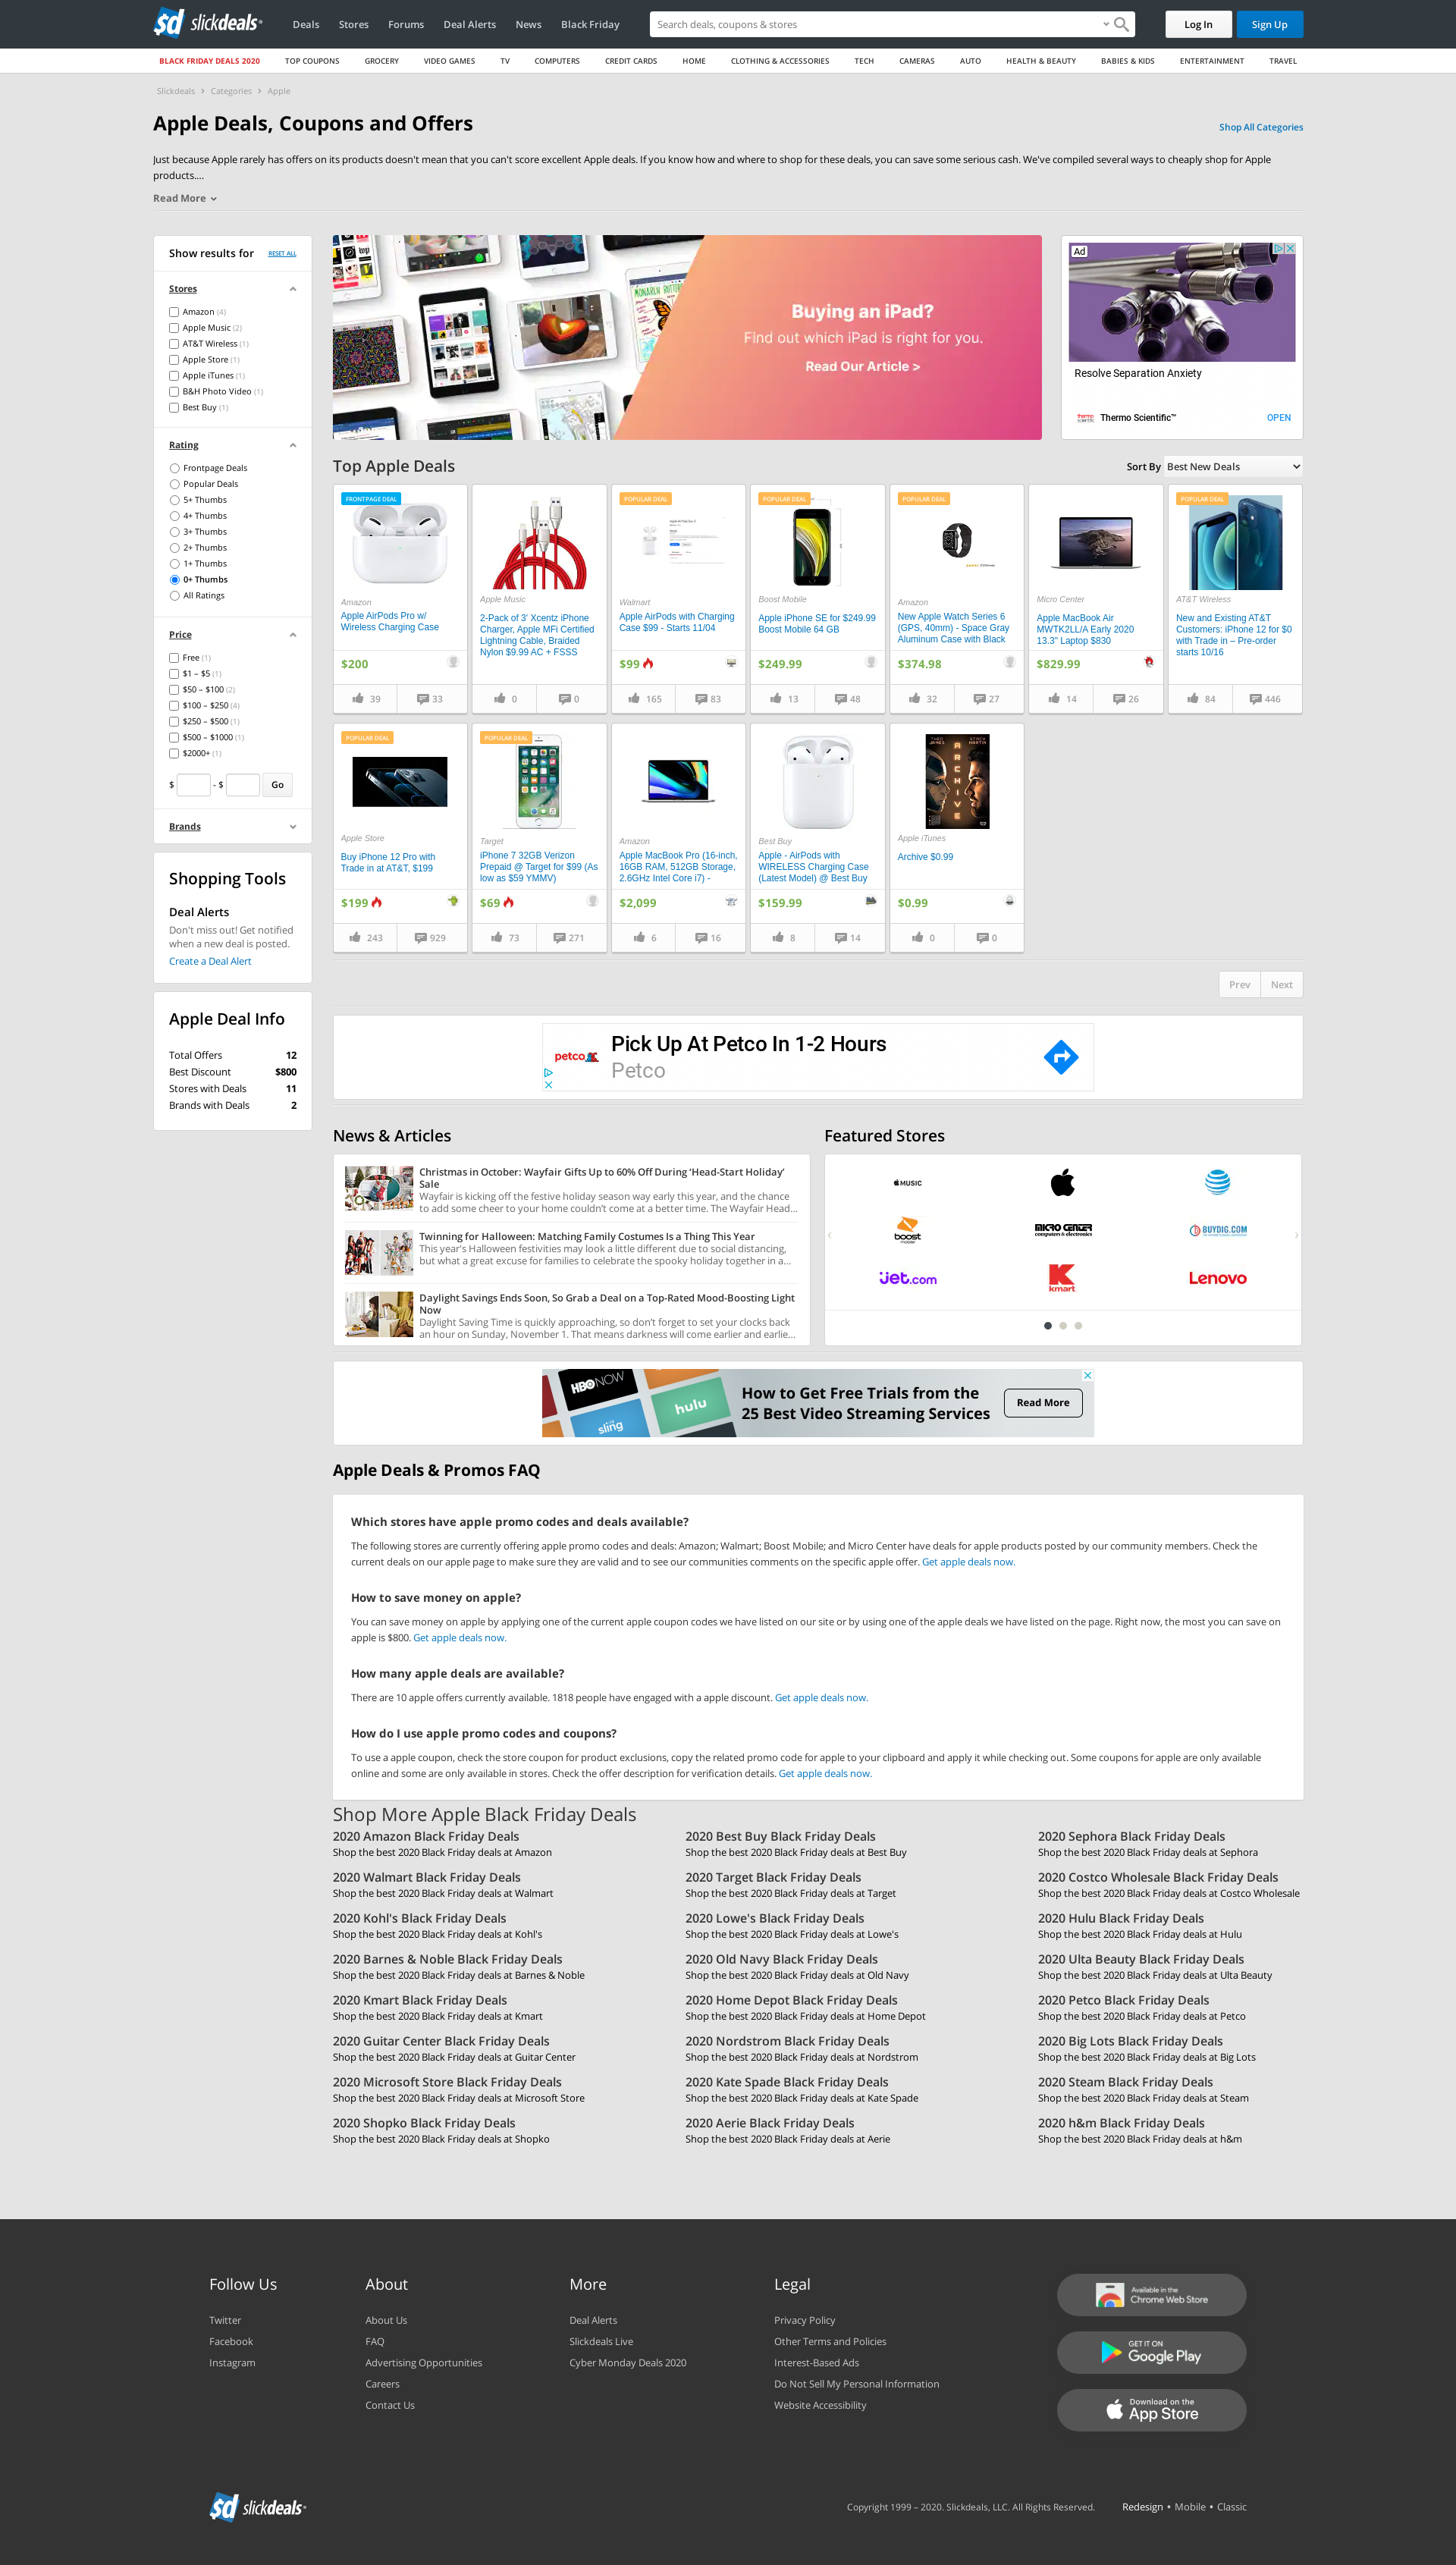 sd slickdeals
Deals Stores Forums Deal Alerts News Black Friday
Search deals, coupons & stores
Log In Sign Up
BLACK FRIDAY DEALS 2020 TOP COUPONS GROCERY VIDEO GAMES TV COMPUTERS CREDIT CARDS HOME CLOTHING & ACCESSORIES TECH CAMERAS AUTO HEALTH & BEAUTY BABIES & KIDS ENTERTAINMENT TRAVEL
Slickdeals › Categories › Apple
Apple Deals, Coupons and Offers
Shop All Categories
Just because Apple rarely has offers on its products doesn't mean that you can't score excellent Apple deals. If you know how and where to shop for these deals, you can save some serious cash. We've compiled several ways to cheaply shop for Apple
products....
Read More
Show results for RESET ALL
Stores
Amazon (4)
Apple Music (2)
AT&T Wireless (1)
Apple Store (1)
Apple iTunes (1)
B&H Photo Video (1)
Best Buy (1)
Rating
Frontpage Deals
Popular Deals
5+ Thumbs
4+ Thumbs
3+ Thumbs
2+ Thumbs
1+ Thumbs
0+ Thumbs
All Ratings
Price
Free (1)
$1 – $5 (1)
$50 – $100 (2)
$100 – $250 (4)
$250 – $500 (1)
$500 – $1000 (1)
$2000+ (1)
$ - $ Go
Brands
Shopping Tools
Deal Alerts
Don't miss out! Get notified
when a new deal is posted.
Create a Deal Alert
Apple Deal Info
Total Offers 12
Best Discount $800
Stores with Deals 11
Brands with Deals 2
Buying an iPad?
Find out which iPad is right for you.
Read Our Article >
Ad
Resolve Separation Anxiety
Thermo Scientific™ OPEN
Top Apple Deals
Sort By Best New Deals
FRONTPAGE DEAL
Amazon
Apple AirPods Pro w/
Wireless Charging Case
$200
39 33
Apple Music
2-Pack of 3' Xcentz iPhone
Charger, Apple MFi Certified
Lightning Cable, Braided
Nylon $9.99 AC + FSSS
0 0
POPULAR DEAL
Walmart
Apple AirPods with Charging
Case $99 - Starts 11/04
$99
165 83
POPULAR DEAL
Boost Mobile
Apple iPhone SE for $249.99
Boost Mobile 64 GB
$249.99
13 48
POPULAR DEAL
Amazon
New Apple Watch Series 6
(GPS, 40mm) - Space Gray
Aluminum Case with Black
$374.98
32 27
Micro Center
Apple MacBook Air
MWTK2LL/A Early 2020
13.3" Laptop $830
$829.99
14 26
POPULAR DEAL
AT&T Wireless
New and Existing AT&T
Customers: iPhone 12 for $0
with Trade in – Pre-order
starts 10/16
84 446
POPULAR DEAL
Apple Store
Buy iPhone 12 Pro with
Trade in at AT&T, $199
$199
243 929
POPULAR DEAL
Target
iPhone 7 32GB Verizon
Prepaid @ Target for $99 (As
low as $59 YMMV)
$69
73 271
Amazon
Apple MacBook Pro (16-inch,
16GB RAM, 512GB Storage,
2.6GHz Intel Core i7) -
$2,099
6 16
Best Buy
Apple - AirPods with
WIRELESS Charging Case
(Latest Model) @ Best Buy
$159.99
8 14
ARCHIVE
Apple iTunes
Archive $0.99
$0.99
0 0
Prev Next
petco
Pick Up At Petco In 1-2 Hours
Petco
News & Articles
Christmas in October: Wayfair Gifts Up to 60% Off During ‘Head-Start Holiday’
Sale
Wayfair is kicking off the festive holiday season way early this year, and the chance
to add some cheer to your home couldn’t come at a better time. The Wayfair Head...
Twinning for Halloween: Matching Family Costumes Is a Thing This Year
This year's Halloween festivities may look a little different due to social distancing,
but what a great excuse for families to celebrate the spooky holiday together in a...
Daylight Savings Ends Soon, So Grab a Deal on a Top-Rated Mood-Boosting Light
Now
Daylight Saving Time is quickly approaching, so don’t forget to set your clocks back
an hour on Sunday, November 1. That means darkness will come earlier and earlie...
Featured Stores
MUSIC
boost mobile
MICRO CENTER
computers & electronics
BUYDIG.COM
Jet.com
kmart
Lenovo
HBO NOW
sling
hulu
How to Get Free Trials from the
25 Best Video Streaming Services
Read More
Apple Deals & Promos FAQ
Which stores have apple promo codes and deals available?
The following stores are currently offering apple promo codes and deals: Amazon; Walmart; Boost Mobile; and Micro Center have deals for apple products posted by our community members. Check the
current deals on our apple page to make sure they are valid and to see our communities comments on the specific apple offer. Get apple deals now.
How to save money on apple?
You can save money on apple by applying one of the current apple coupon codes we have listed on our site or by using one of the apple deals we have listed on the page. Right now, the most you can save on
apple is $800. Get apple deals now.
How many apple deals are available?
There are 10 apple offers currently available. 1818 people have engaged with a apple discount. Get apple deals now.
How do I use apple promo codes and coupons?
To use a apple coupon, check the store coupon for product exclusions, copy the related promo code for apple to your clipboard and apply it while checking out. Some coupons for apple are only available
online and some are only available in stores. Check the offer description for verification details. Get apple deals now.
Shop More Apple Black Friday Deals
2020 Amazon Black Friday Deals
Shop the best 2020 Black Friday deals at Amazon
2020 Best Buy Black Friday Deals
Shop the best 2020 Black Friday deals at Best Buy
2020 Sephora Black Friday Deals
Shop the best 2020 Black Friday deals at Sephora
2020 Walmart Black Friday Deals
Shop the best 2020 Black Friday deals at Walmart
2020 Target Black Friday Deals
Shop the best 2020 Black Friday deals at Target
2020 Costco Wholesale Black Friday Deals
Shop the best 2020 Black Friday deals at Costco Wholesale
2020 Kohl's Black Friday Deals
Shop the best 2020 Black Friday deals at Kohl's
2020 Lowe's Black Friday Deals
Shop the best 2020 Black Friday deals at Lowe's
2020 Hulu Black Friday Deals
Shop the best 2020 Black Friday deals at Hulu
2020 Barnes & Noble Black Friday Deals
Shop the best 2020 Black Friday deals at Barnes & Noble
2020 Old Navy Black Friday Deals
Shop the best 2020 Black Friday deals at Old Navy
2020 Ulta Beauty Black Friday Deals
Shop the best 2020 Black Friday deals at Ulta Beauty
2020 Kmart Black Friday Deals
Shop the best 2020 Black Friday deals at Kmart
2020 Home Depot Black Friday Deals
Shop the best 2020 Black Friday deals at Home Depot
2020 Petco Black Friday Deals
Shop the best 2020 Black Friday deals at Petco
2020 Guitar Center Black Friday Deals
Shop the best 2020 Black Friday deals at Guitar Center
2020 Nordstrom Black Friday Deals
Shop the best 2020 Black Friday deals at Nordstrom
2020 Big Lots Black Friday Deals
Shop the best 2020 Black Friday deals at Big Lots
2020 Microsoft Store Black Friday Deals
Shop the best 2020 Black Friday deals at Microsoft Store
2020 Kate Spade Black Friday Deals
Shop the best 2020 Black Friday deals at Kate Spade
2020 Steam Black Friday Deals
Shop the best 2020 Black Friday deals at Steam
2020 Shopko Black Friday Deals
Shop the best 2020 Black Friday deals at Shopko
2020 Aerie Black Friday Deals
Shop the best 2020 Black Friday deals at Aerie
2020 h&m Black Friday Deals
Shop the best 2020 Black Friday deals at h&m
Follow Us
Twitter
Facebook
Instagram
About
About Us
FAQ
Advertising Opportunities
Careers
Contact Us
More
Deal Alerts
Slickdeals Live
Cyber Monday Deals 2020
Legal
Privacy Policy
Other Terms and Policies
Interest-Based Ads
Do Not Sell My Personal Information
Website Accessibility
Available in the
Chrome Web Store
GET IT ON
Google Play
Download on the
App Store
sd slickdeals
Copyright 1999 – 2020. Slickdeals, LLC. All Rights Reserved. Redesign • Mobile • Classic